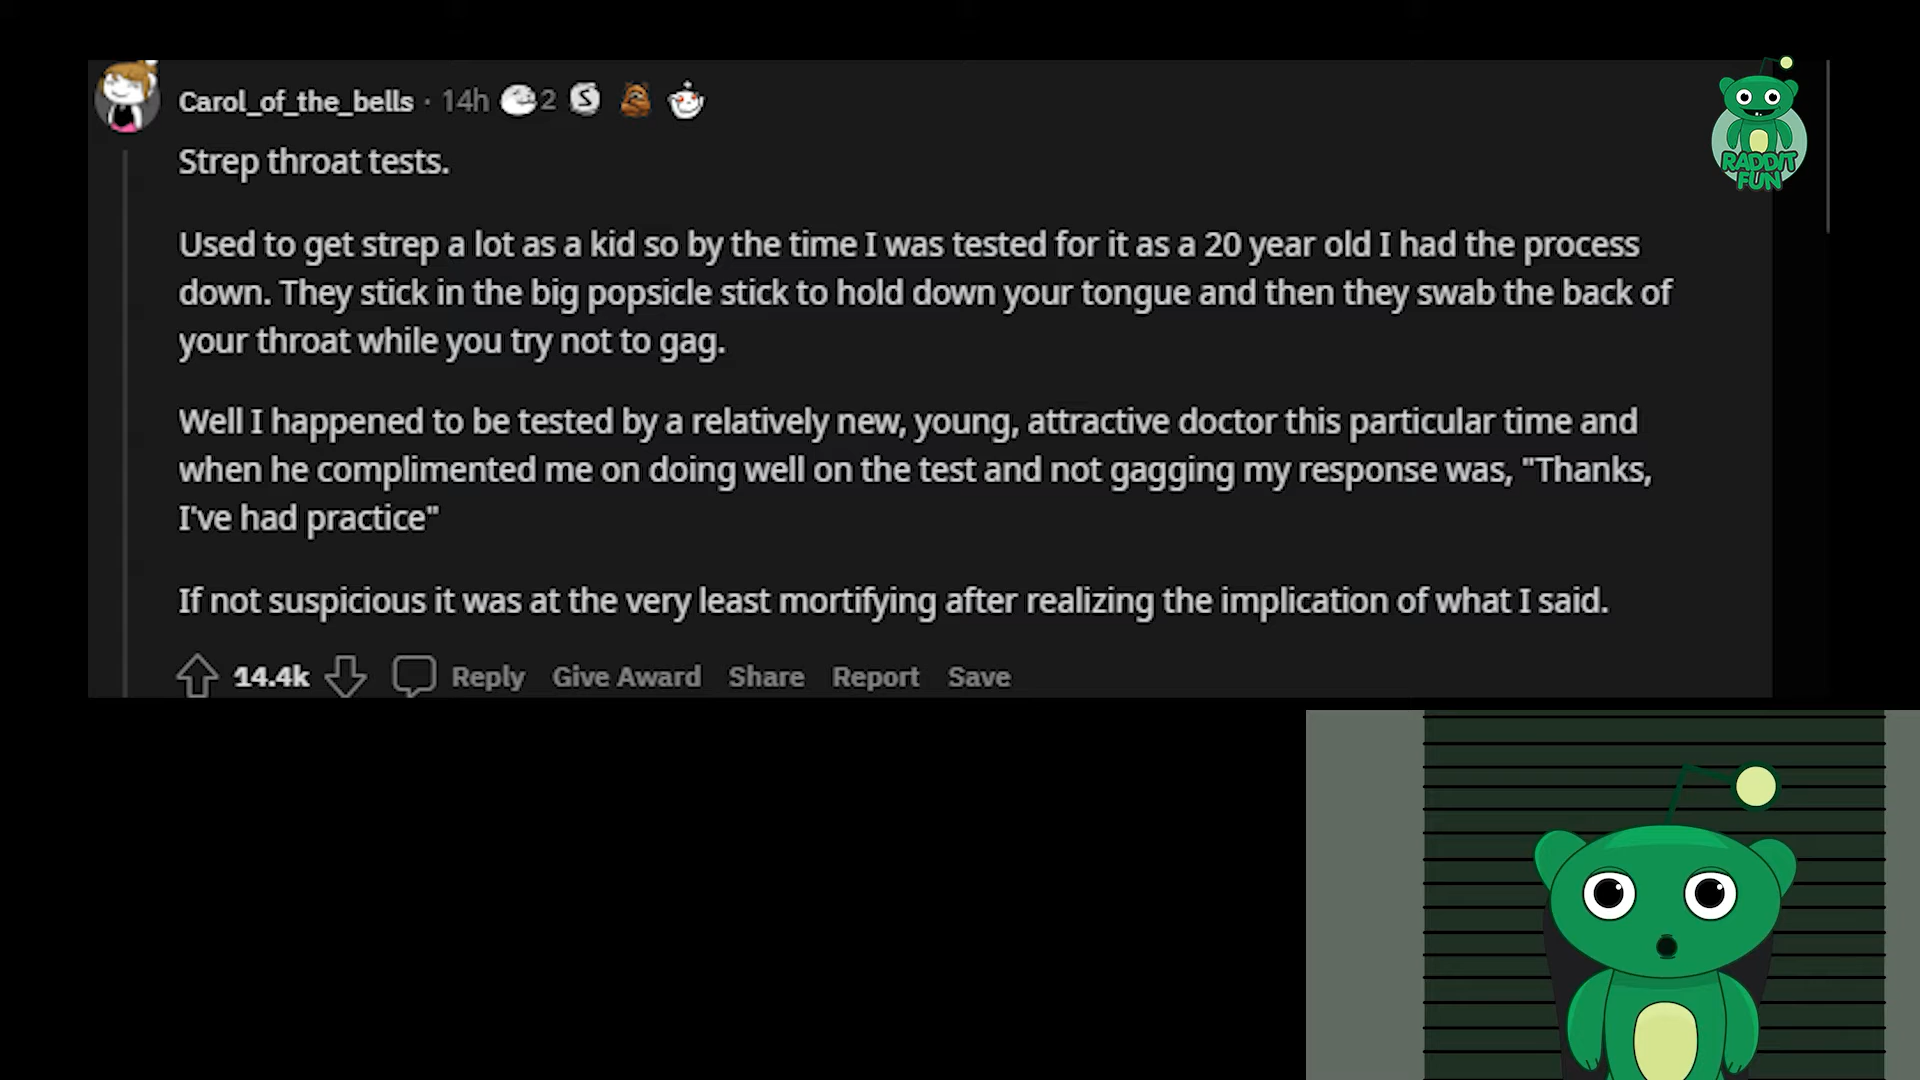 Carol_of_the_bells · 14h 2
RADDIT
FUN
Strep throat tests.
Used to get strep a lot as a kid so by the time I was tested for it as a 20 year old I had the process
down. They stick in the big popsicle stick to hold down your tongue and then they swab the back of
your throat while you try not to gag.
Well I happened to be tested by a relatively new, young, attractive doctor this particular time and
when he complimented me on doing well on the test and not gagging my response was, "Thanks,
I've had practice"
If not suspicious it was at the very least mortifying after realizing the implication of what I said.
14.4k Reply Give Award Share Report Save